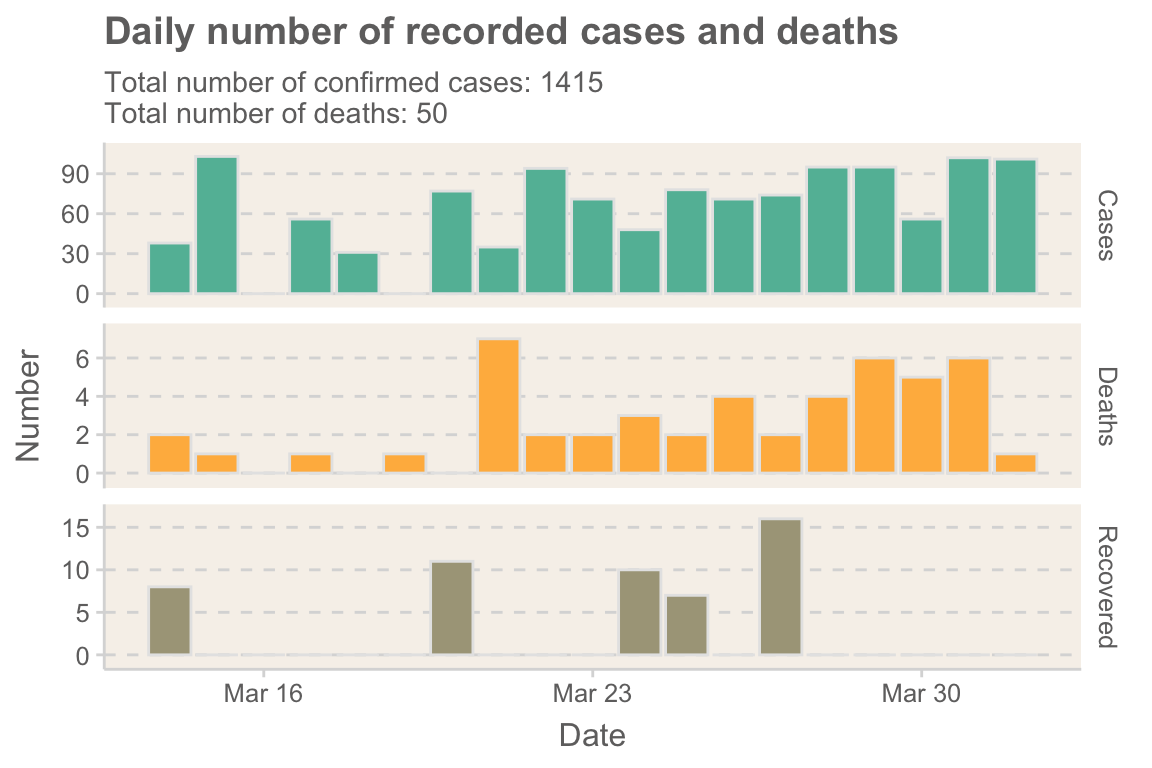 Daily number of recorded cases and deaths
Total number of confirmed cases: 1415
Total number of deaths: 50
90
60
30
0
Cases
6
4
2
0
Deaths
15
10
5
0
Recovered
Number
Mar 16
Mar 23
Mar 30
Date